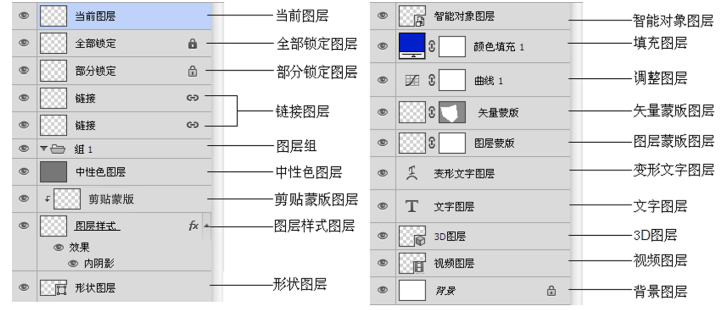 当前图层 当前图层
全部锁定 全部锁定图层
部分锁定 部分锁定图层
链接
链接图层
链接
组 1 图层组
中性色图层 中性色图层
剪贴蒙版 剪贴蒙版图层
图层样式 fx 图层样式图层
效果
内阴影
形状图层 形状图层
智能对象图层 智能对象图层
颜色填充 1 填充图层
曲线 1 调整图层
矢量蒙版 矢量蒙版图层
图层蒙版 图层蒙版图层
变形文字图层 变形文字图层
T 文字图层 文字图层
3D图层 3D图层
视频图层 视频图层
背景 背景图层